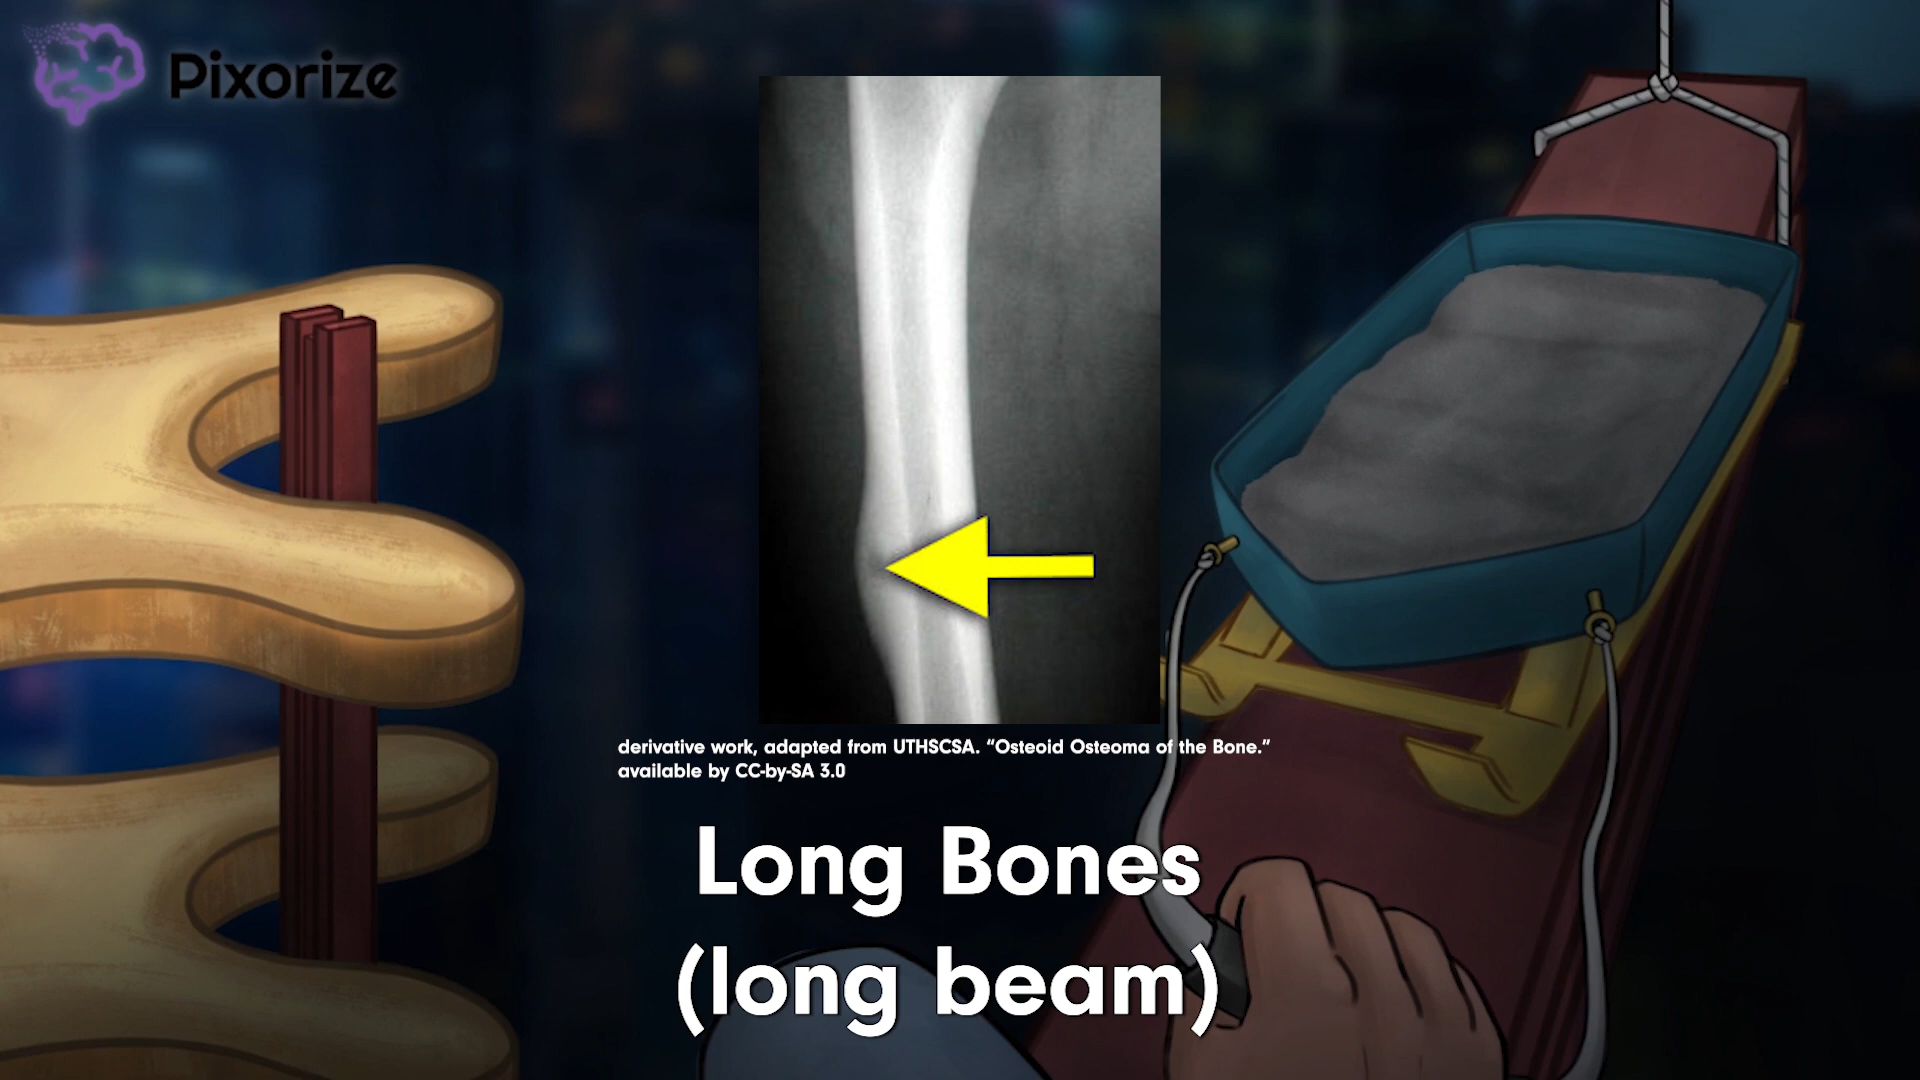 Pixorize
derivative work, adapted from UTHSCSA. “Osteoid Osteoma of the Bone.”
available by CC-by-SA 3.0
Long Bones
(long beam)